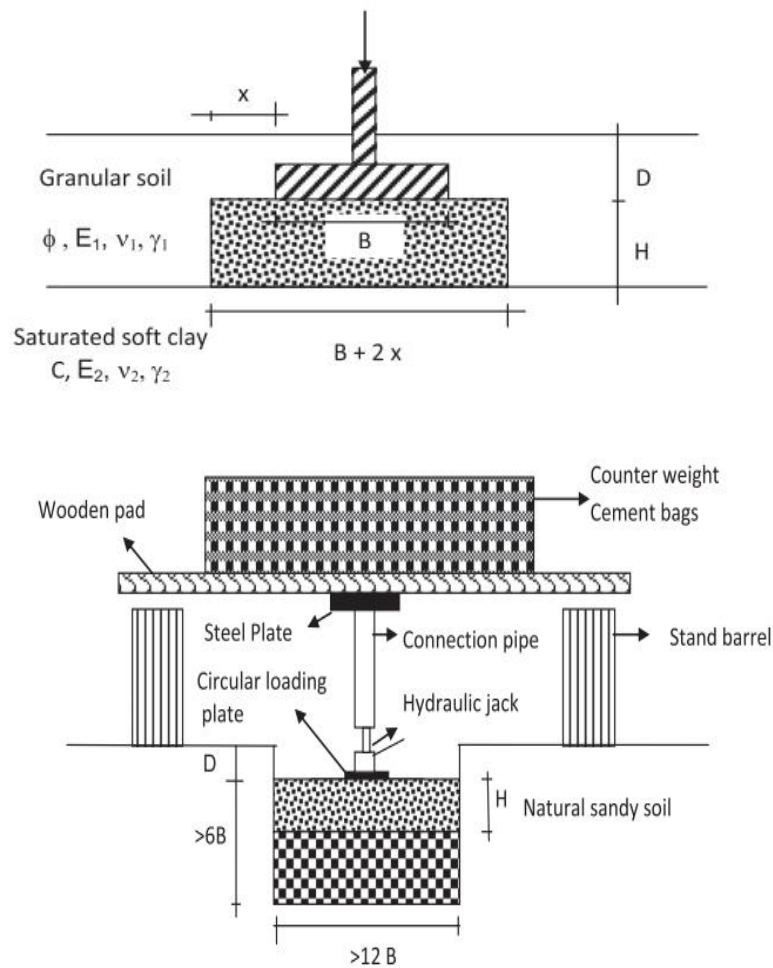 x
Granular soil
D
ϕ , E₁, ν₁, γ₁
B
H
Saturated soft clay
C, E₂, ν₂, γ₂
B + 2 x
Counter weight
Cement bags
Wooden pad
Steel Plate
Connection pipe
Stand barrel
Circular loading
plate
Hydraulic jack
D
H
Natural sandy soil
>6B
>12 B